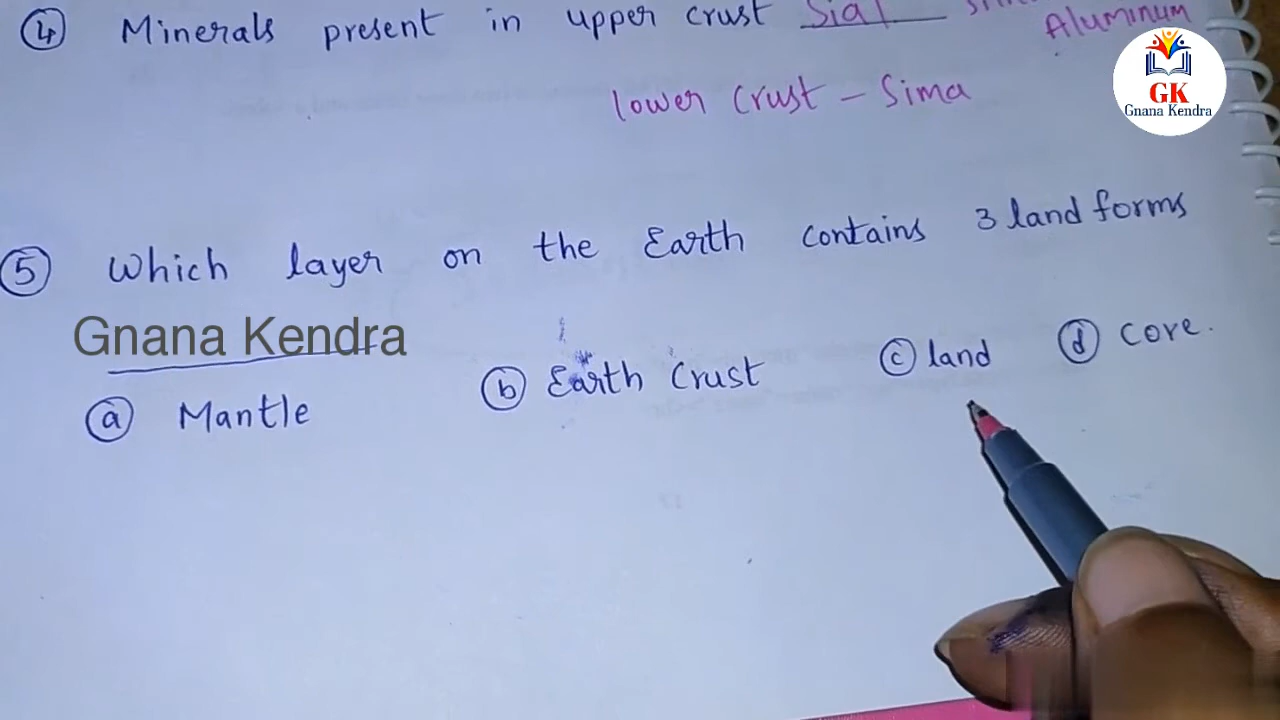 ④ Minerals present in upper crust Sial
Aluminum
lower crust – Sima
GK
Gnana Kendra
⑤ Which layer on the Earth contains 3 land forms
Gnana Kendra
ⓐ Mantle ⓑ Earth Crust ⓒ land ⓓ Core.